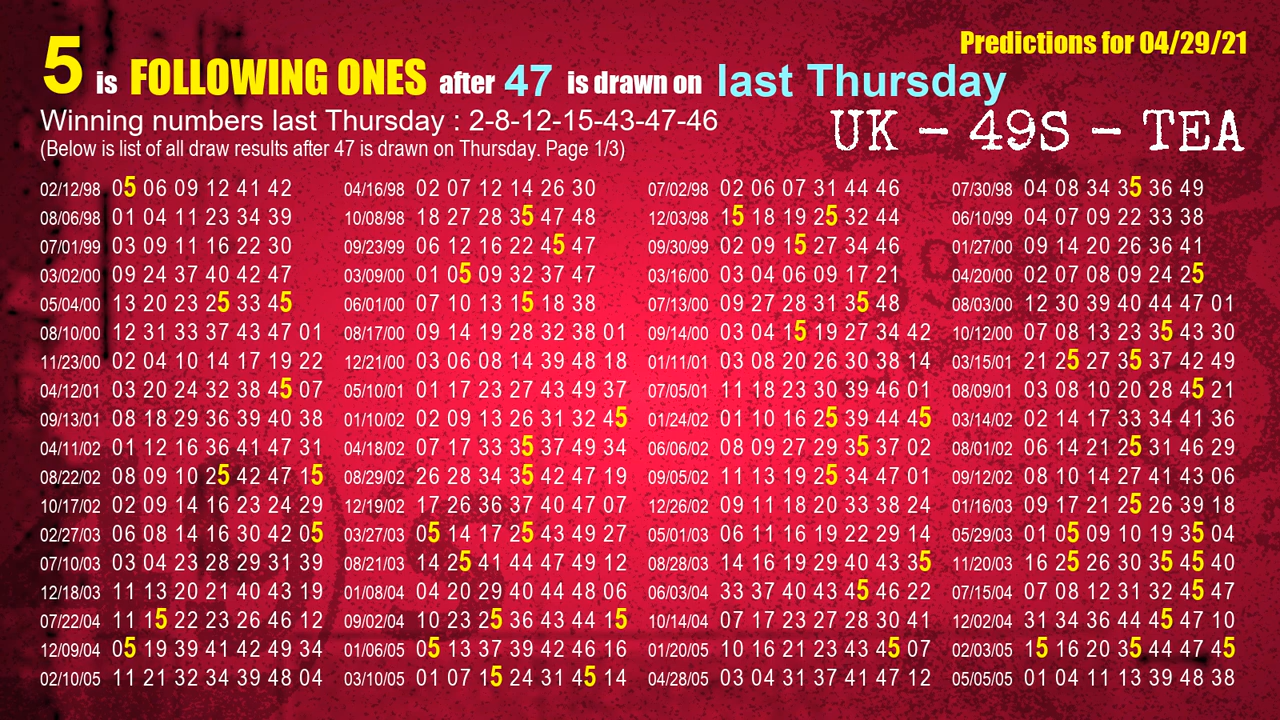 Predictions for 04/29/21
5 is FOLLOWING ONES after 47 is drawn on last Thursday
Winning numbers last Thursday : 2-8-12-15-43-47-46
UK - 49S - TEA
(Below is list of all draw results after 47 is drawn on Thursday. Page 1/3)
02/12/98 05 06 09 12 41 42 04/16/98 02 07 12 14 26 30 07/02/98 02 06 07 31 44 46 07/30/98 04 08 34 35 36 49
08/06/98 01 04 11 23 34 39 10/08/98 18 27 28 35 47 48 12/03/98 15 18 19 25 32 44 06/10/99 04 07 09 22 33 38
07/01/99 03 09 11 16 22 30 09/23/99 06 12 16 22 45 47 09/30/99 02 09 15 27 34 46 01/27/00 09 14 20 26 36 41
03/02/00 09 24 37 40 42 47 03/09/00 01 05 09 32 37 47 03/16/00 03 04 06 09 17 21 04/20/00 02 07 08 09 24 25
05/04/00 13 20 23 25 33 45 06/01/00 07 10 13 15 18 38 07/13/00 09 27 28 31 35 48 08/03/00 12 30 39 40 44 47 01
08/10/00 12 31 33 37 43 47 01 08/17/00 09 14 19 28 32 38 01 09/14/00 03 04 15 19 27 34 42 10/12/00 07 08 13 23 35 43 30
11/23/00 02 04 10 14 17 19 22 12/21/00 03 06 08 14 39 48 18 01/11/01 03 08 20 26 30 38 14 03/15/01 21 25 27 35 37 42 49
04/12/01 03 20 24 32 38 45 07 05/10/01 01 17 23 27 43 49 37 07/05/01 11 18 23 30 39 46 01 08/09/01 03 08 10 20 28 45 21
09/13/01 08 18 29 36 39 40 38 01/10/02 02 09 13 26 31 32 45 01/24/02 01 10 16 25 39 44 45 03/14/02 02 14 17 33 34 41 36
04/11/02 01 12 16 36 41 47 31 04/18/02 07 17 33 35 47 49 34 06/06/02 08 09 27 29 35 37 02 08/01/02 06 14 21 25 31 46 29
08/22/02 08 09 10 25 42 47 15 08/29/02 26 28 34 35 42 47 19 09/05/02 11 13 19 25 34 47 01 09/12/02 08 10 14 27 41 43 06
10/17/02 02 09 14 16 23 24 29 12/19/02 17 26 36 37 40 47 07 12/26/02 09 11 18 20 33 38 24 01/16/03 09 17 21 25 26 39 18
02/27/03 06 08 14 16 30 42 05 03/27/03 05 14 17 25 43 49 27 05/01/03 07 11 16 19 22 29 14 05/29/03 01 05 09 10 19 35 04
07/10/03 03 04 23 28 29 31 39 08/21/03 14 25 41 44 47 49 12 08/28/03 14 16 19 29 40 43 35 11/20/03 16 25 26 30 35 45 40
12/18/03 11 13 20 21 40 43 19 01/08/04 04 20 29 40 44 48 06 06/03/04 33 37 40 43 45 46 22 07/15/04 07 08 12 31 32 45 47
07/22/04 11 15 22 23 26 46 12 09/02/04 10 23 25 36 43 44 15 10/14/04 07 17 23 27 28 30 41 12/02/04 31 34 36 44 45 47 10
12/09/04 05 19 39 41 42 49 34 01/06/05 05 13 37 39 42 46 16 01/20/05 10 16 21 23 43 45 07 02/03/05 15 16 20 35 44 47 45
02/10/05 11 21 32 34 39 48 04 03/10/05 01 07 15 24 31 45 14 04/28/05 03 04 31 37 41 47 12 05/05/05 01 04 11 13 39 48 38